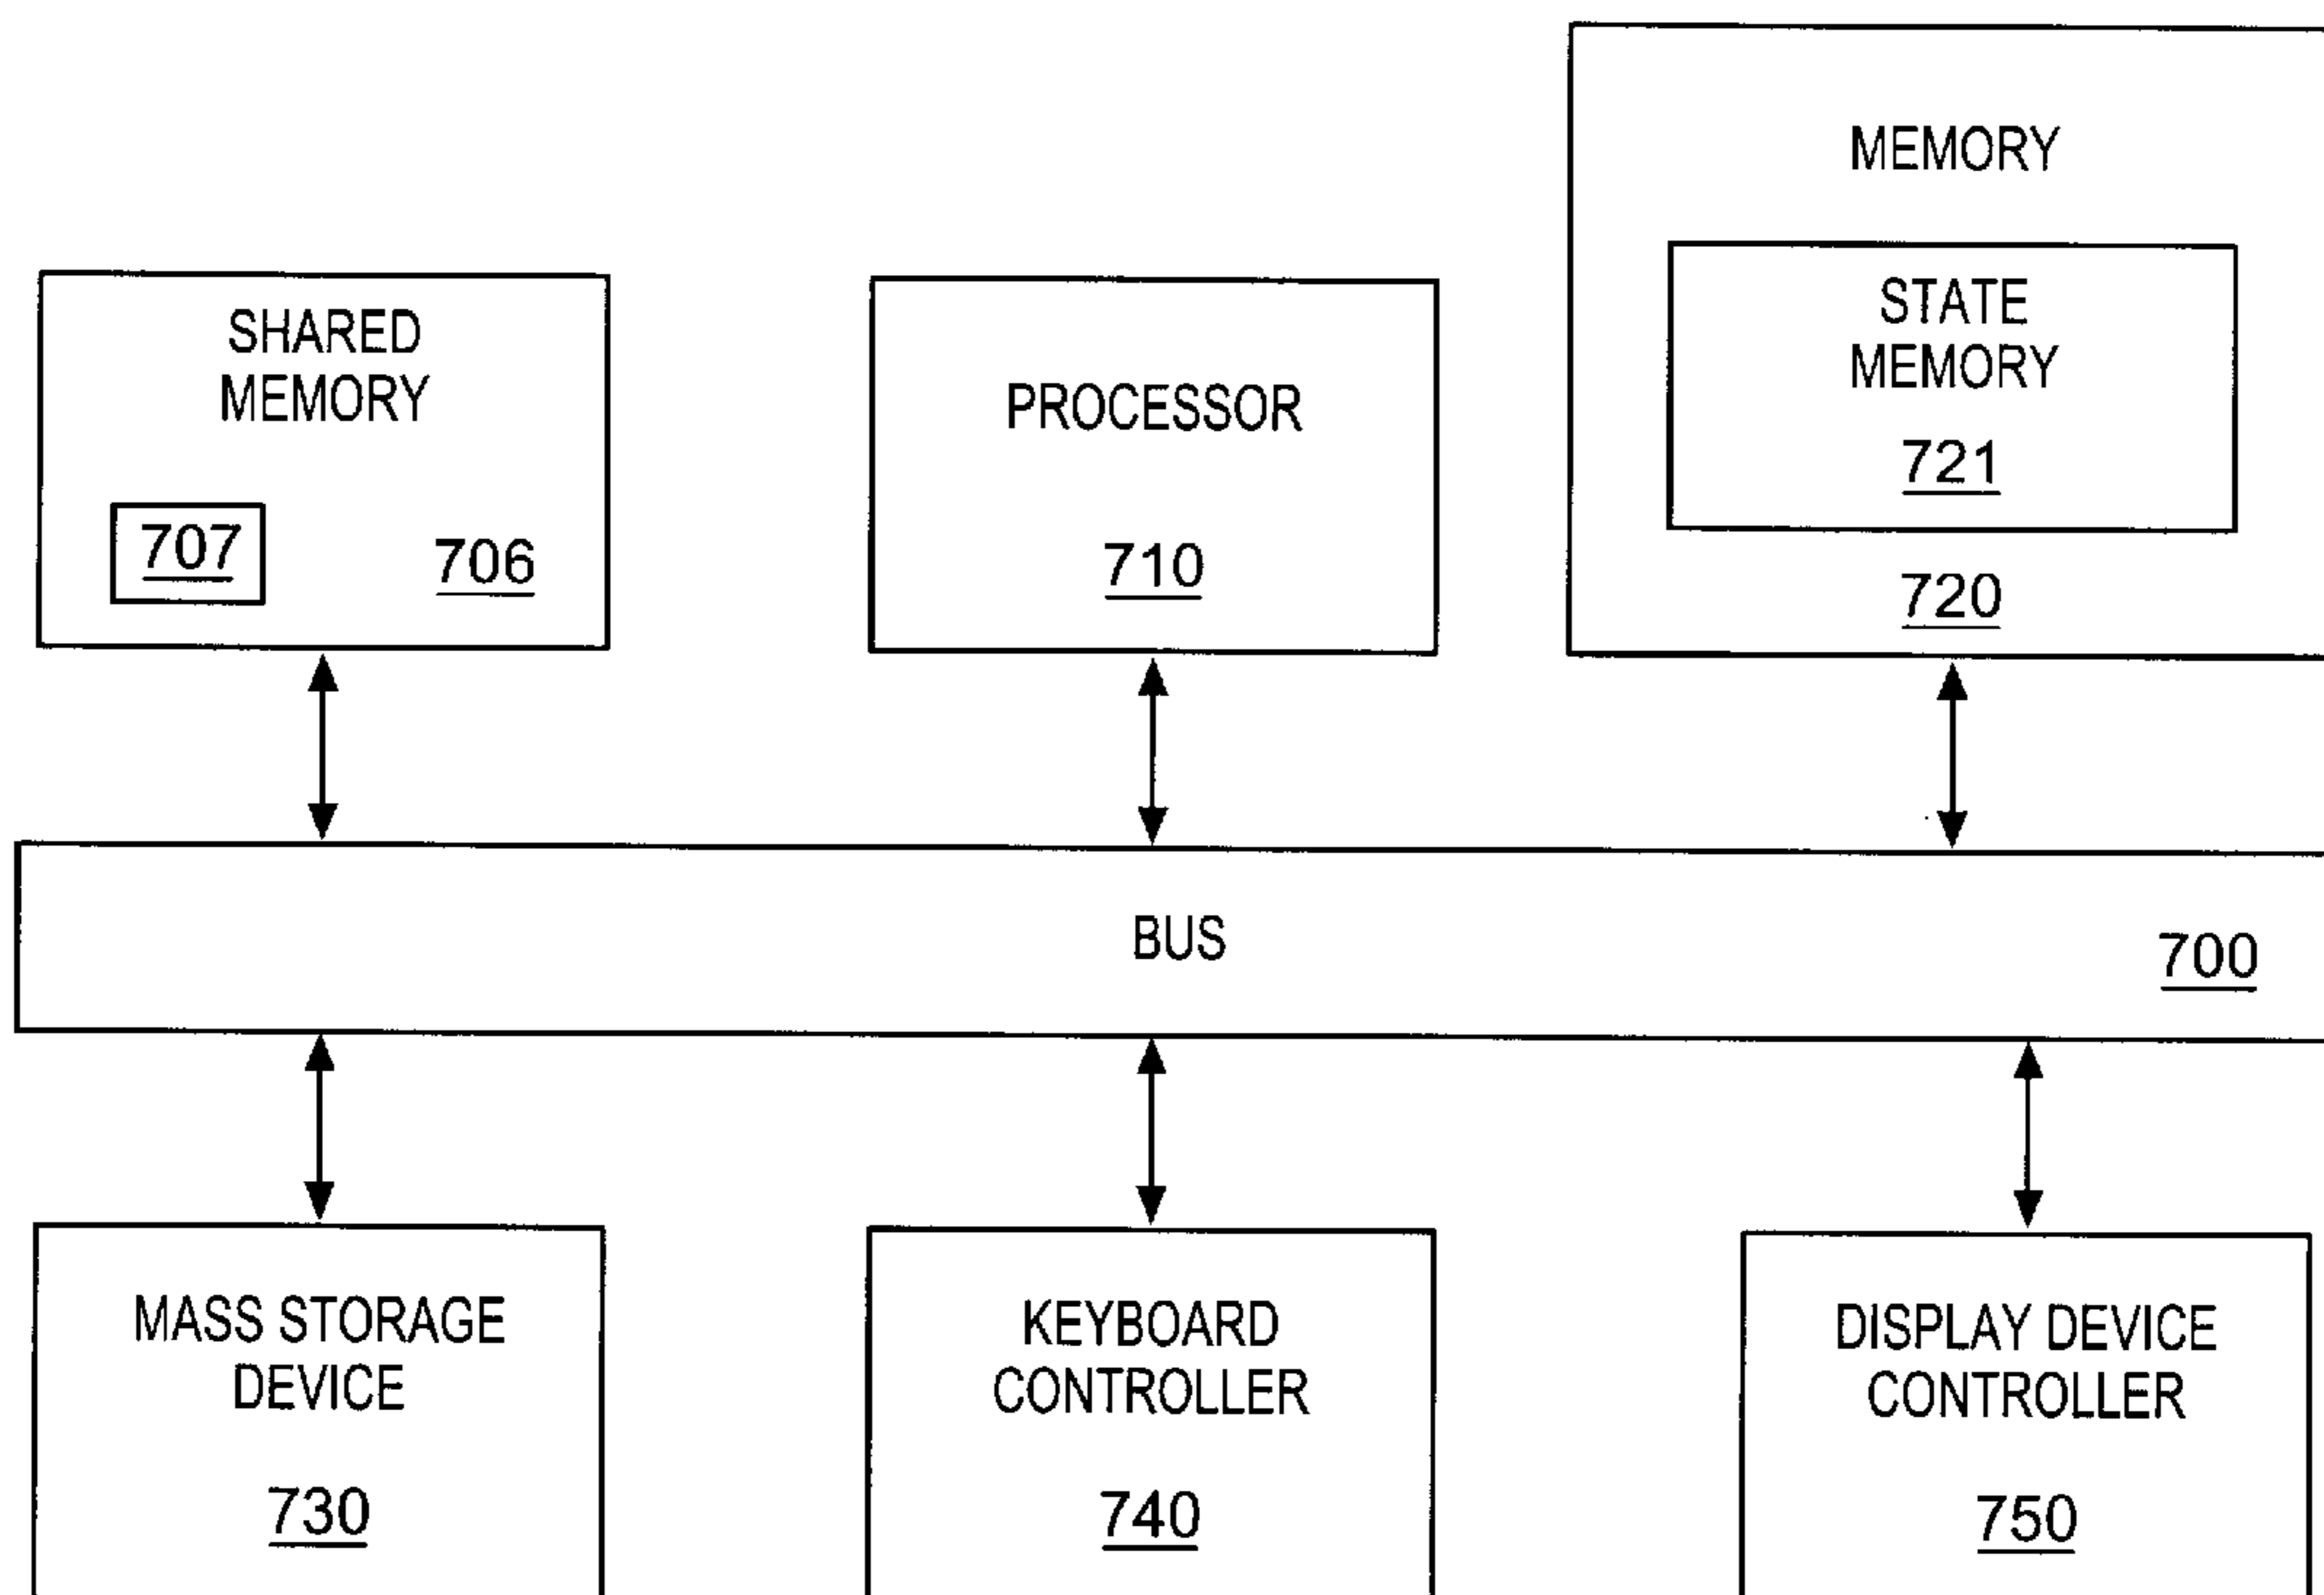 MEMORY
SHARED
MEMORY
707
706
PROCESSOR
710
STATE
MEMORY
721
720
BUS
700
MASS STORAGE
DEVICE
730
KEYBOARD
CONTROLLER
740
DISPLAY DEVICE
CONTROLLER
750